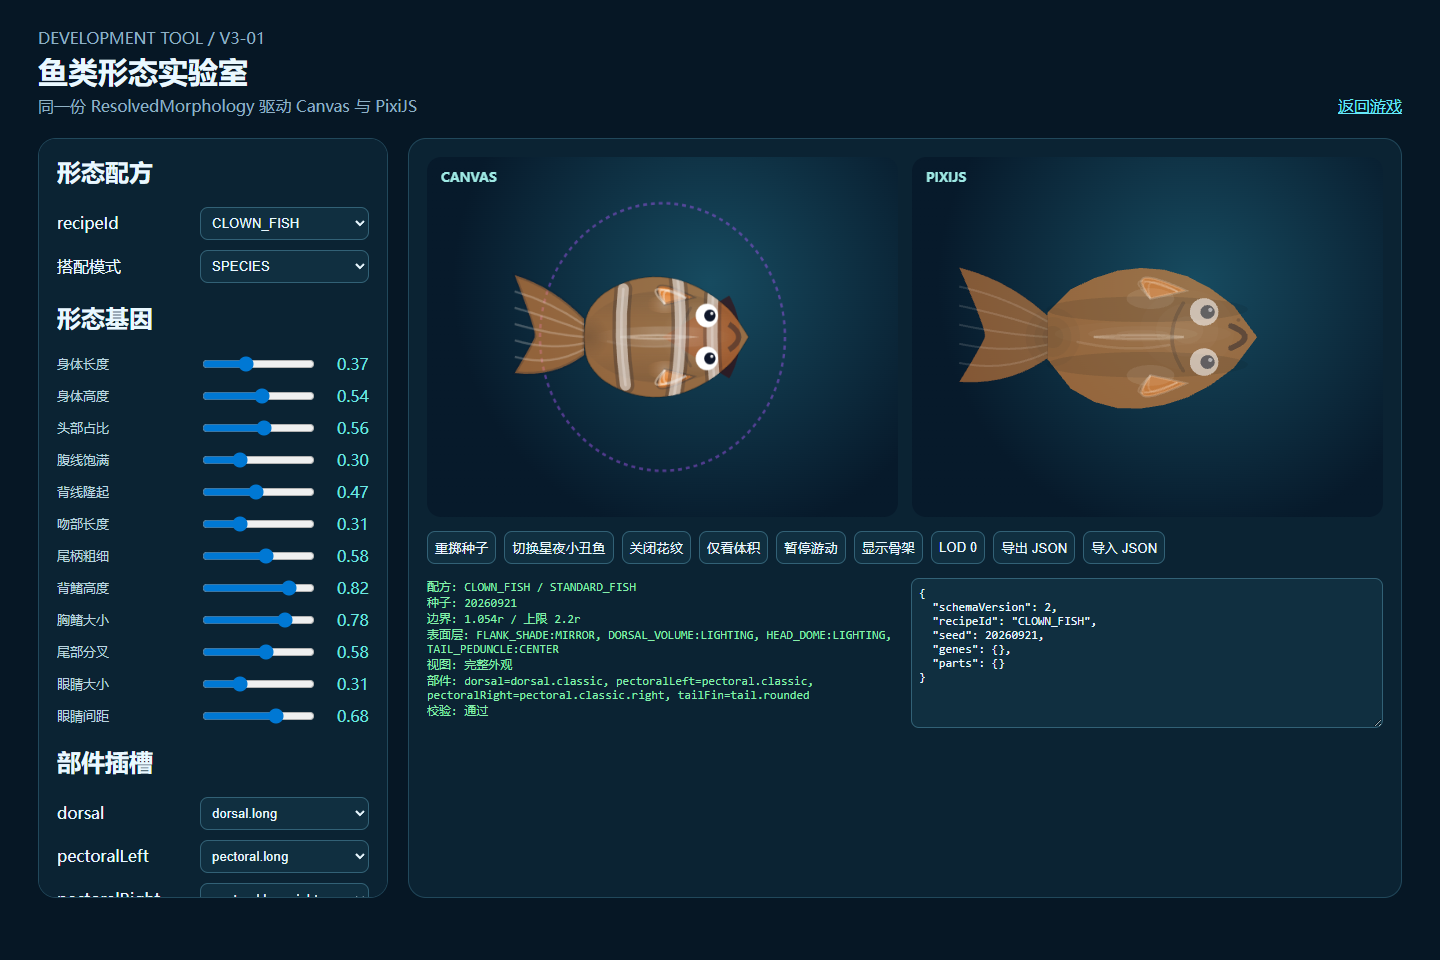 DEVELOPMENT TOOL / V3-01
鱼类形态实验室
同一份 ResolvedMorphology 驱动 Canvas 与 PixiJS
返回游戏
形态配方
recipeId
CLOWN_FISH
搭配模式
SPECIES
形态基因
身体长度
0.37
身体高度
0.54
头部占比
0.56
腹线饱满
0.30
背线隆起
0.47
吻部长度
0.31
尾柄粗细
0.58
背鳍高度
0.82
胸鳍大小
0.78
尾部分叉
0.58
眼睛大小
0.31
眼睛间距
0.68
部件插槽
dorsal
dorsal.long
pectoralLeft
pectoral.long
CANVAS
PIXIJS
重掷种子
切换星夜小丑鱼
关闭花纹
仅看体积
暂停游动
显示骨架
LOD 0
导出 JSON
导入 JSON
配方: CLOWN_FISH / STANDARD_FISH
种子: 20260921
边界: 1.054r / 上限 2.2r
表面层: FLANK_SHADE:MIRROR, DORSAL_VOLUME:LIGHTING, HEAD_DOME:LIGHTING,
TAIL_PEDUNCLE:CENTER
视图: 完整外观
部件: dorsal=dorsal.classic, pectoralLeft=pectoral.classic,
pectoralRight=pectoral.classic.right, tailFin=tail.rounded
校验: 通过
{
"schemaVersion": 2,
"recipeId": "CLOWN_FISH",
"seed": 20260921,
"genes": {},
"parts": {}
}